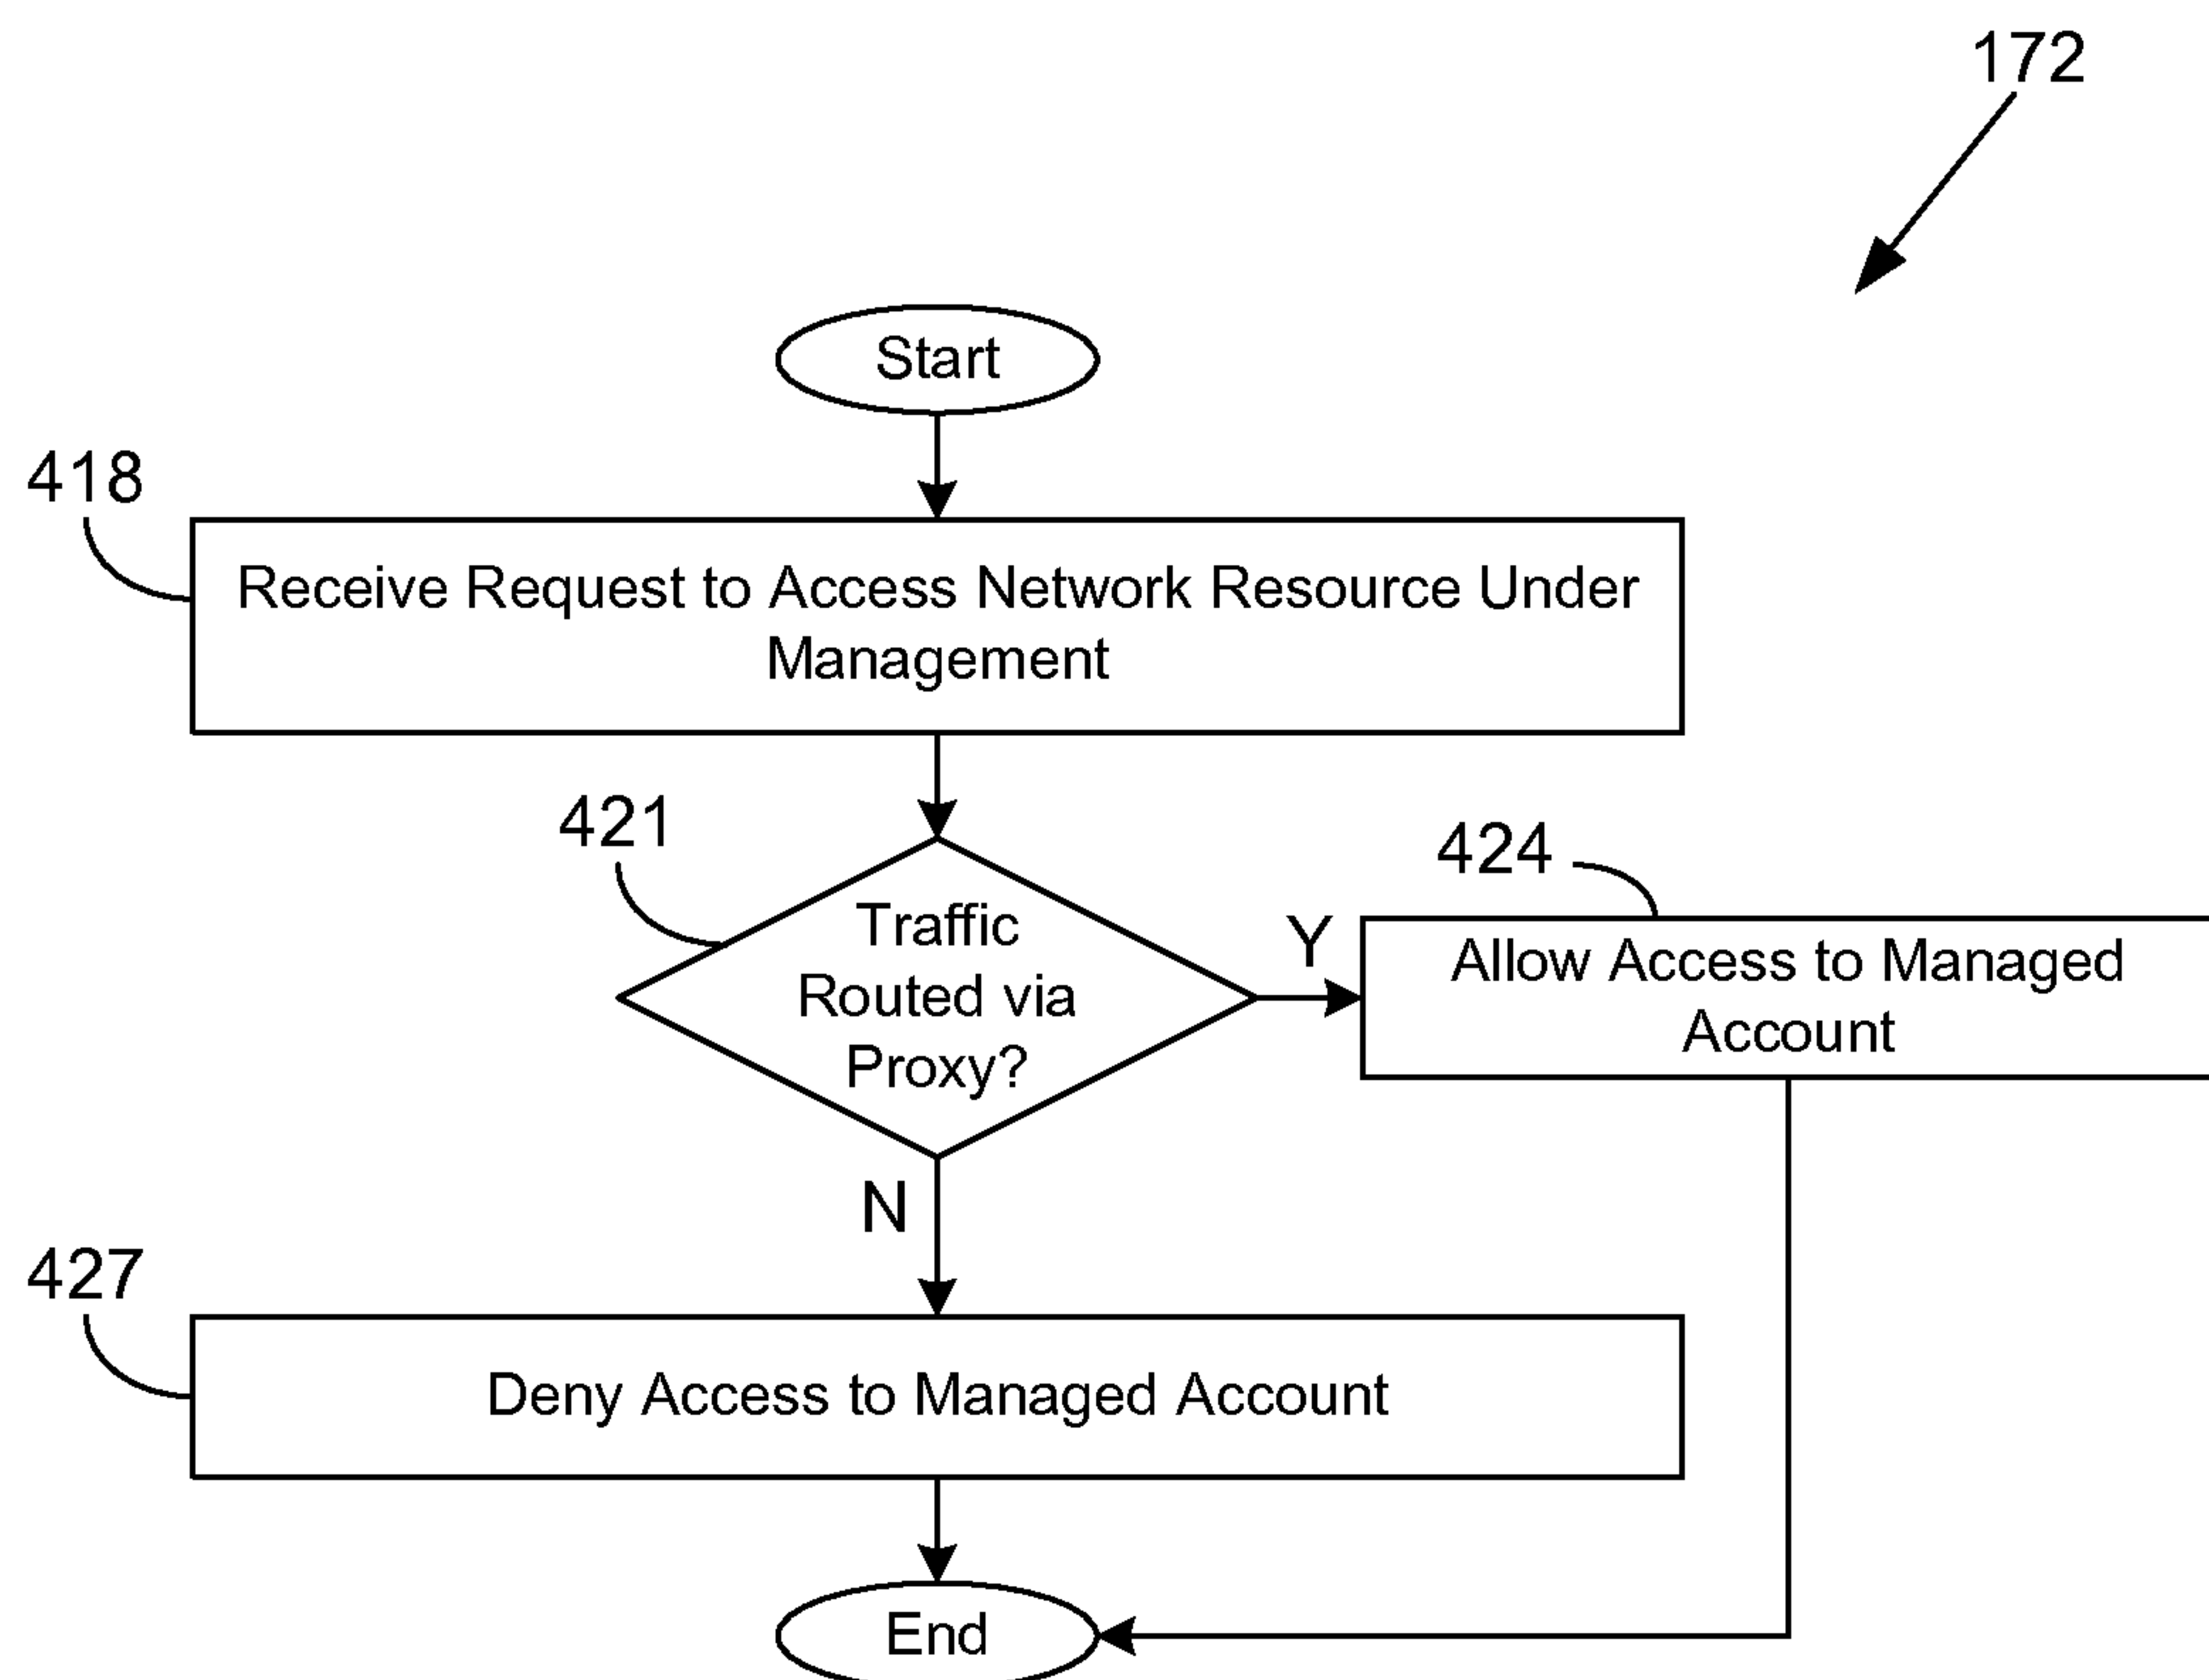 172
Start
418
Receive Request to Access Network Resource Under
Management
421
Traffic
Routed via
Proxy?
Y
424
Allow Access to Managed
Account
N
427
Deny Access to Managed Account
End